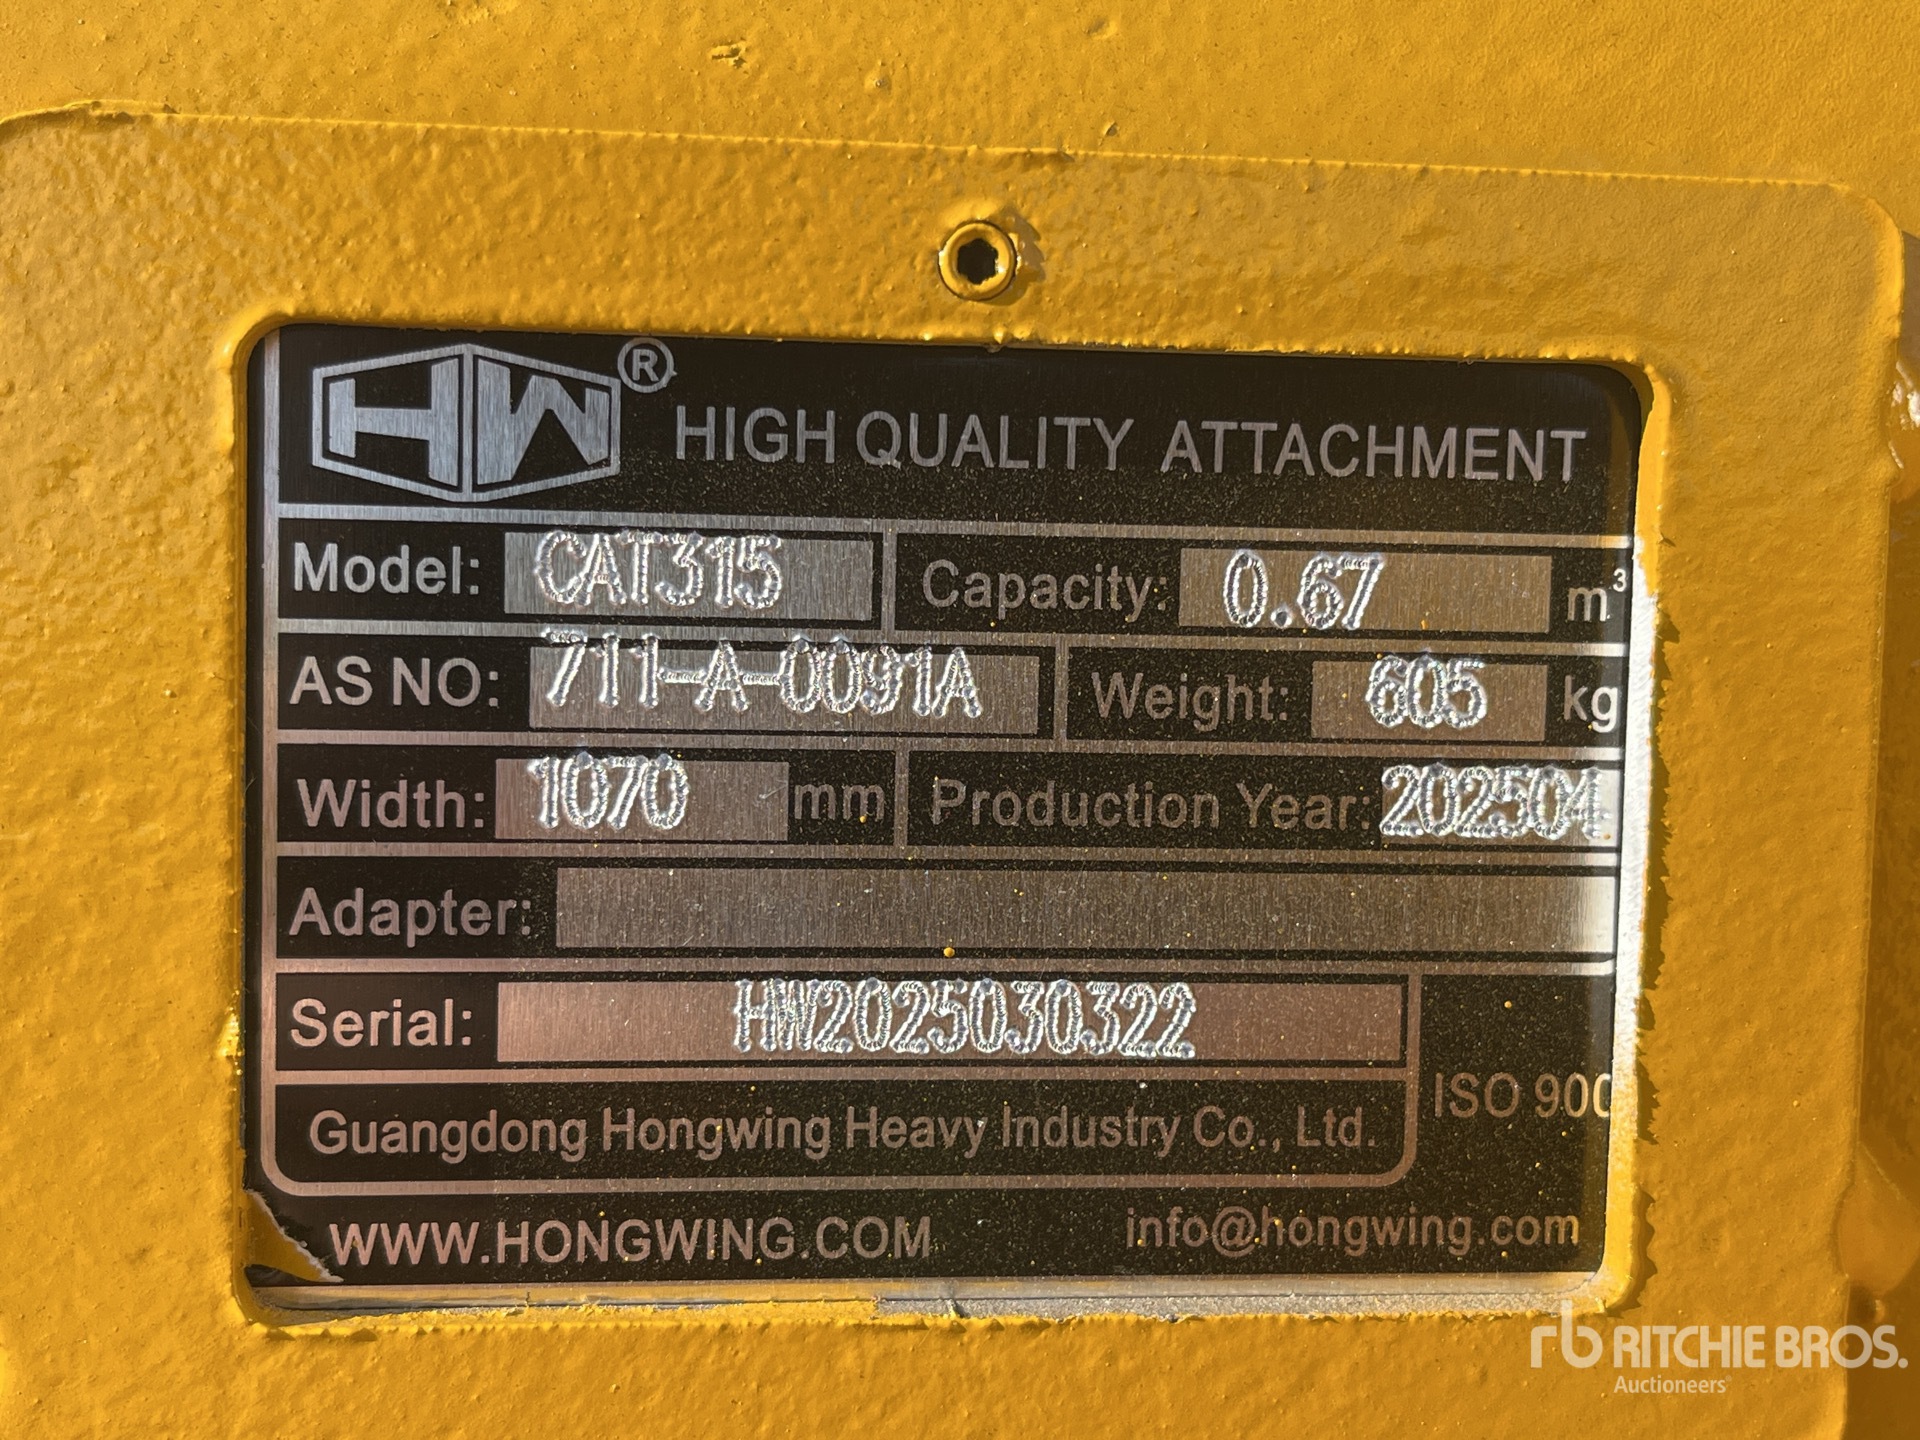 HW®
HIGH QUALITY ATTACHMENT
Model: CAT315 Capacity: 0.67 m³
AS NO: 711-A-0091A Weight: 605 kg
Width: 1070 mm Production Year: 202504
Adapter:
Serial: HW2025030322
ISO 900
Guangdong Hongwing Heavy Industry Co., Ltd.
WWW.HONGWING.COM info@hongwing.com
rb RITCHIE BROS.
Auctioneers